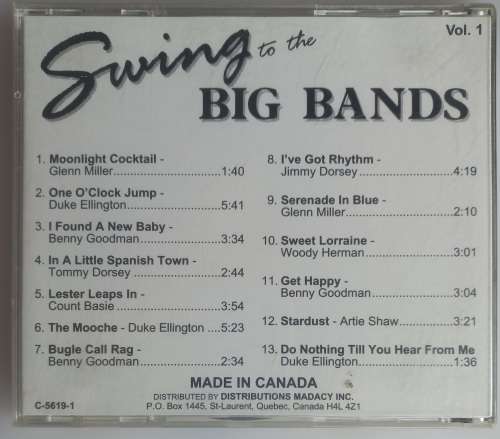 Swing to the
Vol. 1
BIG BANDS
1. Moonlight Cocktail -
Glenn Miller.....................1:40
2. One O'Clock Jump -
Duke Ellington..................5:41
3. I Found A New Baby -
Benny Goodman...............3:34
4. In A Little Spanish Town -
Tommy Dorsey.................2:44
5. Lester Leaps In -
Count Basie......................3:54
6. The Mooche - Duke Ellington ....5:23
7. Bugle Call Rag -
Benny Goodman...............2:34
8. I've Got Rhythm -
Jimmy Dorsey..........................4:19
9. Serenade In Blue -
Glenn Miller..............................2:10
10. Sweet Lorraine -
Woody Herman.......................3:01
11. Get Happy -
Benny Goodman.....................3:04
12. Stardust - Artie Shaw...............3:21
13. Do Nothing Till You Hear From Me
Duke Ellington..........................1:36
MADE IN CANADA
C-5619-1
DISTRIBUTED BY DISTRIBUTIONS MADACY INC.
P.O. Box 1445, St-Laurent, Quebec, Canada H4L 4Z1